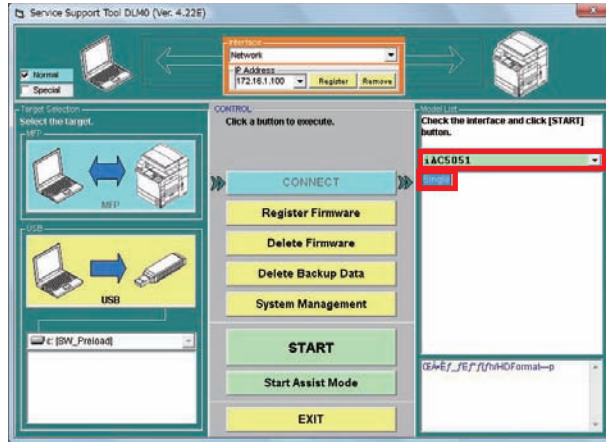 Service Support Tool DLM0 (Ver. 4.22E)
Interface
Network
Normal
Special
IP Address
172.16.1.100
Register
Remove
Target Selection
Select the target.
MFP
MFP
USB
USB
c: [SW_Preload]
CONTROL
Click a button to execute.
CONNECT
Register Firmware
Delete Firmware
Delete Backup Data
System Management
START
Start Assist Mode
EXIT
Model List
Check the interface and click [START]
button.
iAC5051
Single